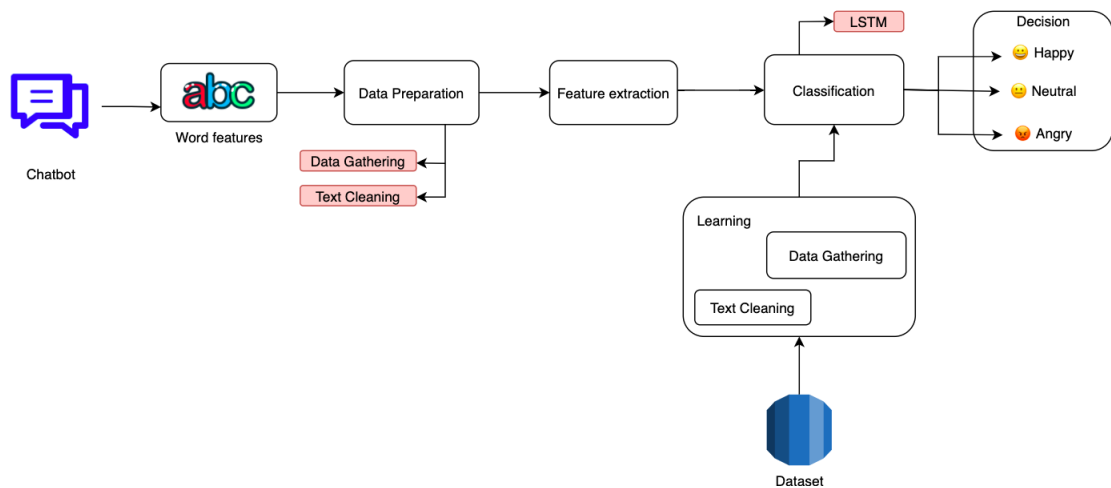 LSTM
Decision
Happy
Neutral
Angry
abc
Word features
Data Preparation
Feature extraction
Classification
Chatbot
Data Gathering
Text Cleaning
Learning
Data Gathering
Text Cleaning
Dataset